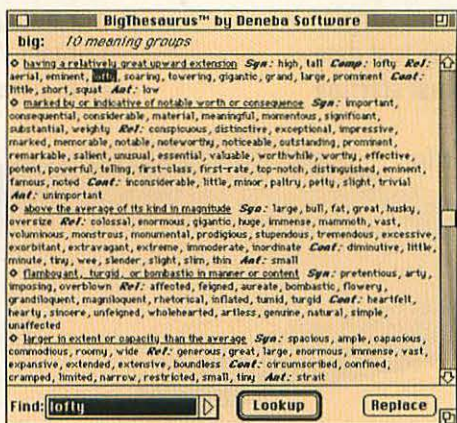 BigThesaurus™ by Deneba Software
big: 10 meaning groups
◇ having a relatively great upward extension Syn: high, tall Comp: lofty Rel:
aerial, eminent, lofty, soaring, towering, gigantic, grand, large, prominent Cont:
little, short, squat Ant: low
◇ marked by or indicative of notable worth or consequence Syn: important,
consequential, considerable, material, meaningful, momentous, significant,
substantial, weighty Rel: conspicuous, distinctive, exceptional, impressive,
marked, memorable, notable, noteworthy, noticeable, outstanding, prominent,
remarkable, salient, unusual, essential, valuable, worthwhile, worthy, effective,
potent, powerful, telling, first-class, first-rate, top-notch, distinguished, eminent,
famous, noted Cont: inconsiderable, little, minor, paltry, petty, slight, trivial
Ant: unimportant
◇ above the average of its kind in magnitude Syn: large, bull, fat, great, husky,
oversize Rel: colossal, enormous, gigantic, huge, immense, mammoth, vast,
voluminous, monstrous, monumental, prodigious, stupendous, tremendous, excessive,
exorbitant, extravagant, extreme, immoderate, inordinate Cont: diminutive, little,
minute, tiny, wee, slender, slight, slim, thin Ant: small
◇ flamboyant, turgid, or bombastic in manner or content Syn: pretentious, arty,
imposing, overblown Rel: affected, feigned, aureate, bombastic, flowery,
grandiloquent, magniloquent, rhetorical, inflated, tumid, turgid Cont: heartfelt,
hearty, sincere, unfeigned, wholehearted, artless, genuine, natural, simple,
unaffected
◇ larger in extent or capacity than the average Syn: spacious, ample, capacious,
commodious, roomy, wide Rel: generous, great, large, enormous, immense, vast,
expansive, extended, extensive, boundless Cont: circumscribed, confined,
cramped, limited, narrow, restricted, small, tiny Ant: strait
Find: lofty Lookup Replace